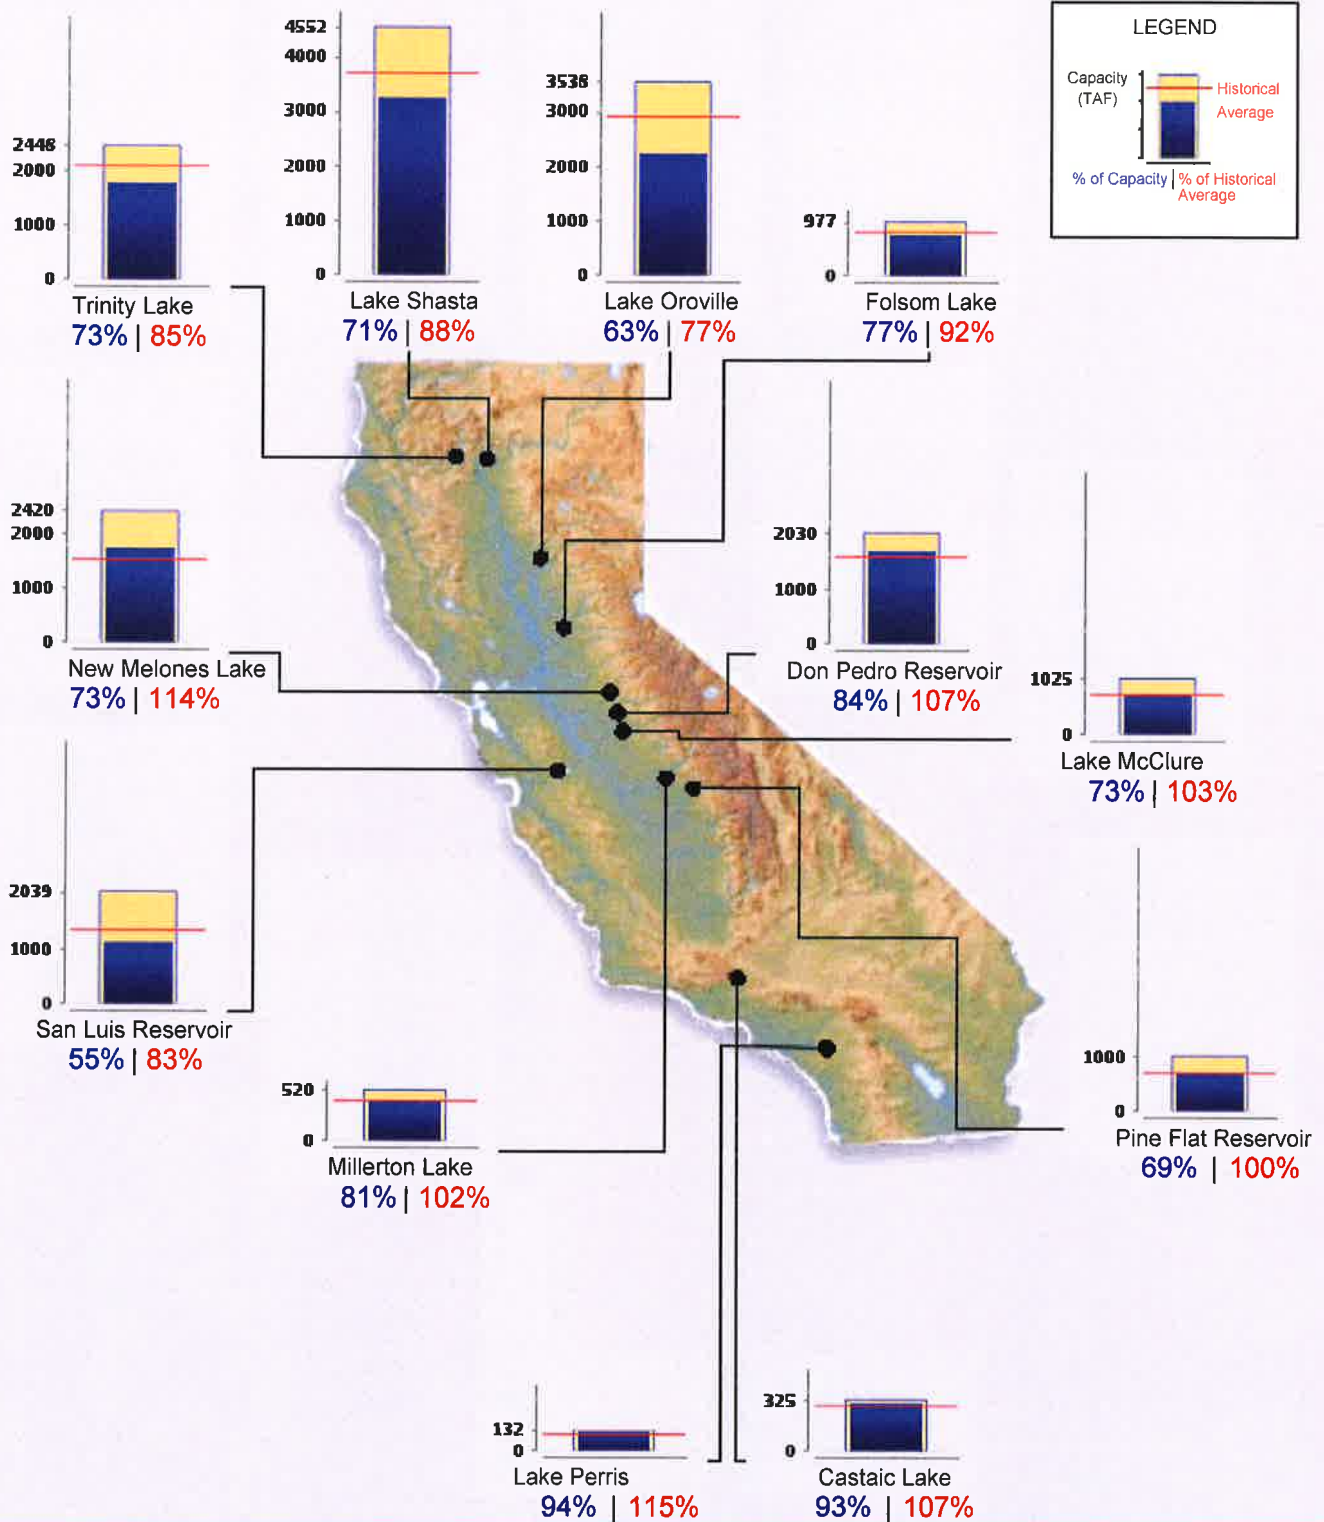 LEGEND
Capacity
(TAF)
Historical
Average
% of Capacity | % of Historical
Average
2448
2000
1000
0
Trinity Lake
73% | 85%
4552
4000
3000
2000
1000
0
Lake Shasta
71% | 88%
3538
3000
2000
1000
0
Lake Oroville
63% | 77%
977
0
Folsom Lake
77% | 92%
2420
2000
1000
0
New Melones Lake
73% | 114%
2030
1000
0
Don Pedro Reservoir
84% | 107%
1025
0
Lake McClure
73% | 103%
2039
1000
0
San Luis Reservoir
55% | 83%
520
0
Millerton Lake
81% | 102%
1000
0
Pine Flat Reservoir
69% | 100%
132
0
Lake Perris
94% | 115%
325
0
Castaic Lake
93% | 107%